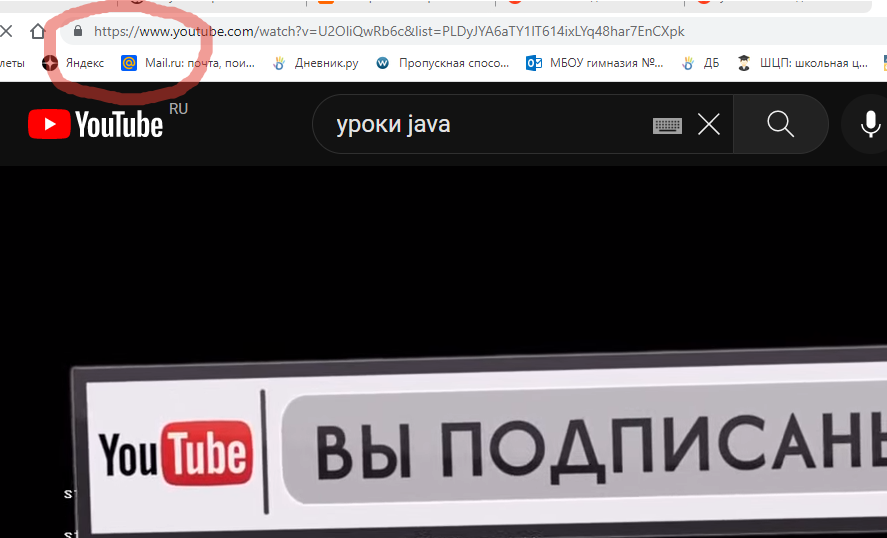 https://www.youtube.com/watch?v=U2OIiQwRb6c&list=PLDyJYA6aTY1lT614ixLYq48har7EnCXpk
леты Яндекс Mail.ru: почта, пои... Дневник.ру Пропускная спосо... МБОУ гимназия №... ДБ ШЦП: школьная ц...
YouTube RU
уроки java
YouTube ВЫ ПОДПИСАНЫ